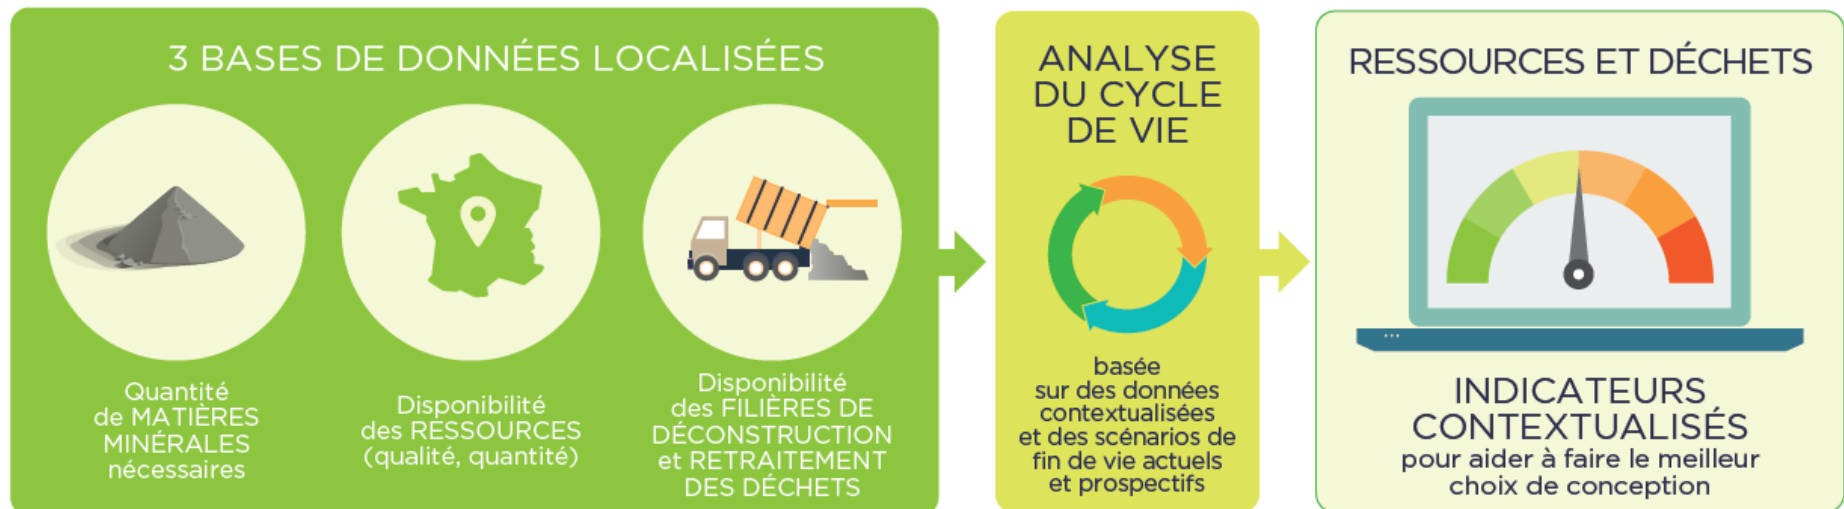 3 BASES DE DONNÉES LOCALISÉES
Quantité
de MATIÈRES
MINÉRALES
nécessaires
Disponibilité
des RESSOURCES
(qualité, quantité)
Disponibilité
des FILIÈRES DE
DÉCONSTRUCTION
et RETRAITEMENT
DES DÉCHETS
ANALYSE
DU CYCLE
DE VIE
basée
sur des données
contextualisées
et des scénarios de
fin de vie actuels
et prospectifs
RESSOURCES ET DÉCHETS
INDICATEURS
CONTEXTUALISÉS
pour aider à faire le meilleur
choix de conception